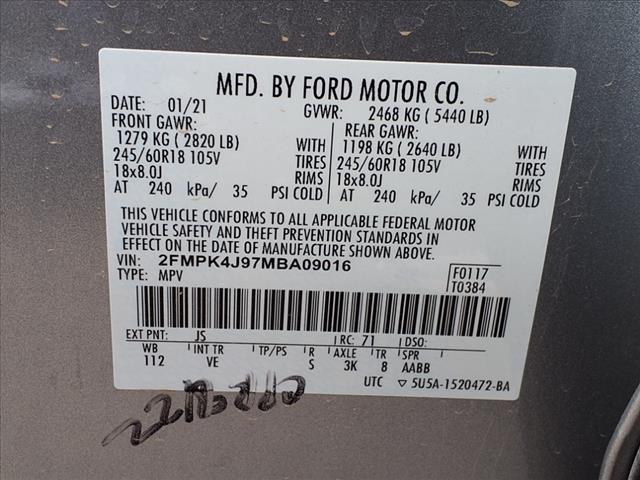 MFD. BY FORD MOTOR CO.
DATE: 01/21 GVWR: 2468 KG ( 5440 LB)
FRONT GAWR: REAR GAWR:
1279 KG ( 2820 LB) WITH 1198 KG ( 2640 LB) WITH
245/60R18 105V TIRES 245/60R18 105V TIRES
18x8.0J RIMS 18x8.0J RIMS
AT 240 kPa/ 35 PSI COLD AT 240 kPa/ 35 PSI COLD
THIS VEHICLE CONFORMS TO ALL APPLICABLE FEDERAL MOTOR
VEHICLE SAFETY AND THEFT PREVENTION STANDARDS IN
EFFECT ON THE DATE OF MANUFACTURE SHOWN ABOVE.
VIN: 2FMPK4J97MBA09016
TYPE: MPV
F0117
T0384
EXT PNT: JS RC: 71 DSO:
WB INT TR TP/PS R AXLE TR SPR
112 VE S 3K 8 AABB
UTC ▽ 5U5A-1520472-BA